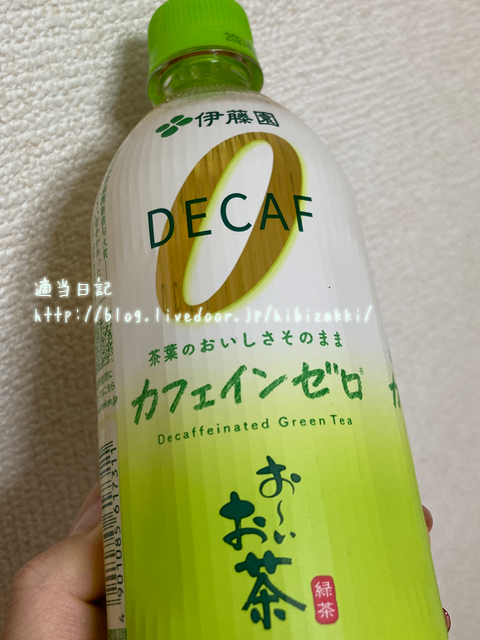 伊藤園
0
DECAF
適当日記
http://blog.livedoor.jp/hibizakki/
茶葉のおいしさそのまま
カフェインゼロ
Decaffeinated Green Tea
お〜いお茶
緑茶
4901085617311